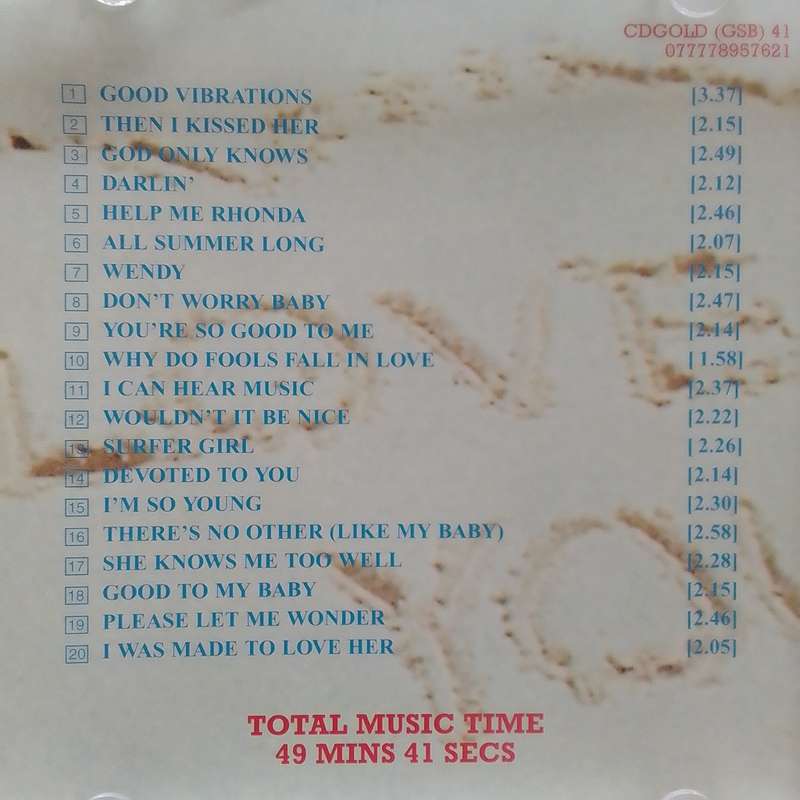 CDGOLD (GSB) 41
077778957621
1 GOOD VIBRATIONS [3.37]
2 THEN I KISSED HER [2.15]
3 GOD ONLY KNOWS [2.49]
4 DARLIN' [2.12]
5 HELP ME RHONDA [2.46]
6 ALL SUMMER LONG [2.07]
7 WENDY [2.15]
8 DON'T WORRY BABY [2.47]
9 YOU'RE SO GOOD TO ME [2.14]
10 WHY DO FOOLS FALL IN LOVE [1.58]
11 I CAN HEAR MUSIC [2.37]
12 WOULDN'T IT BE NICE [2.22]
13 SURFER GIRL [2.26]
14 DEVOTED TO YOU [2.14]
15 I'M SO YOUNG [2.30]
16 THERE'S NO OTHER (LIKE MY BABY) [2.58]
17 SHE KNOWS ME TOO WELL [2.28]
18 GOOD TO MY BABY [2.15]
19 PLEASE LET ME WONDER [2.46]
20 I WAS MADE TO LOVE HER [2.05]
LOVE
YOU
TOTAL MUSIC TIME
49 MINS 41 SECS